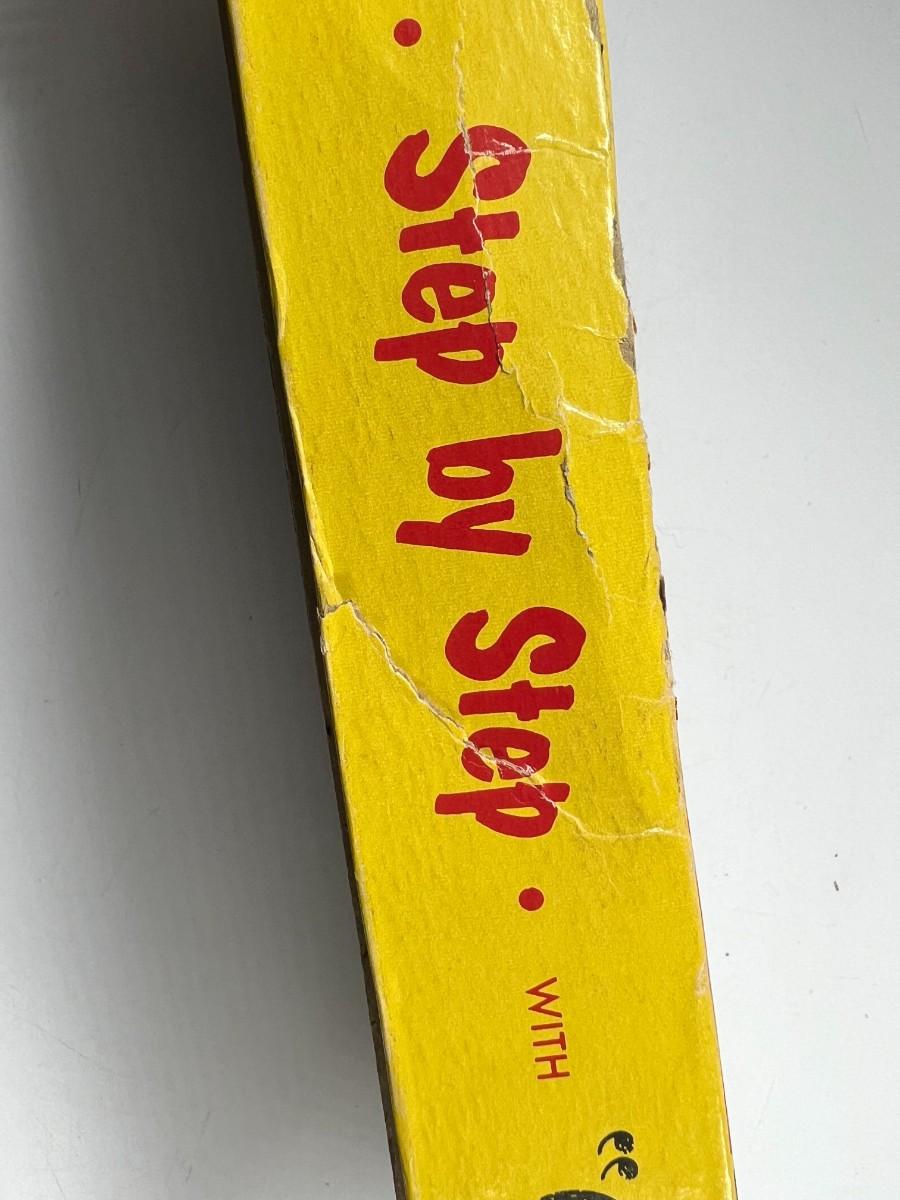 • Step by Step • WITH “